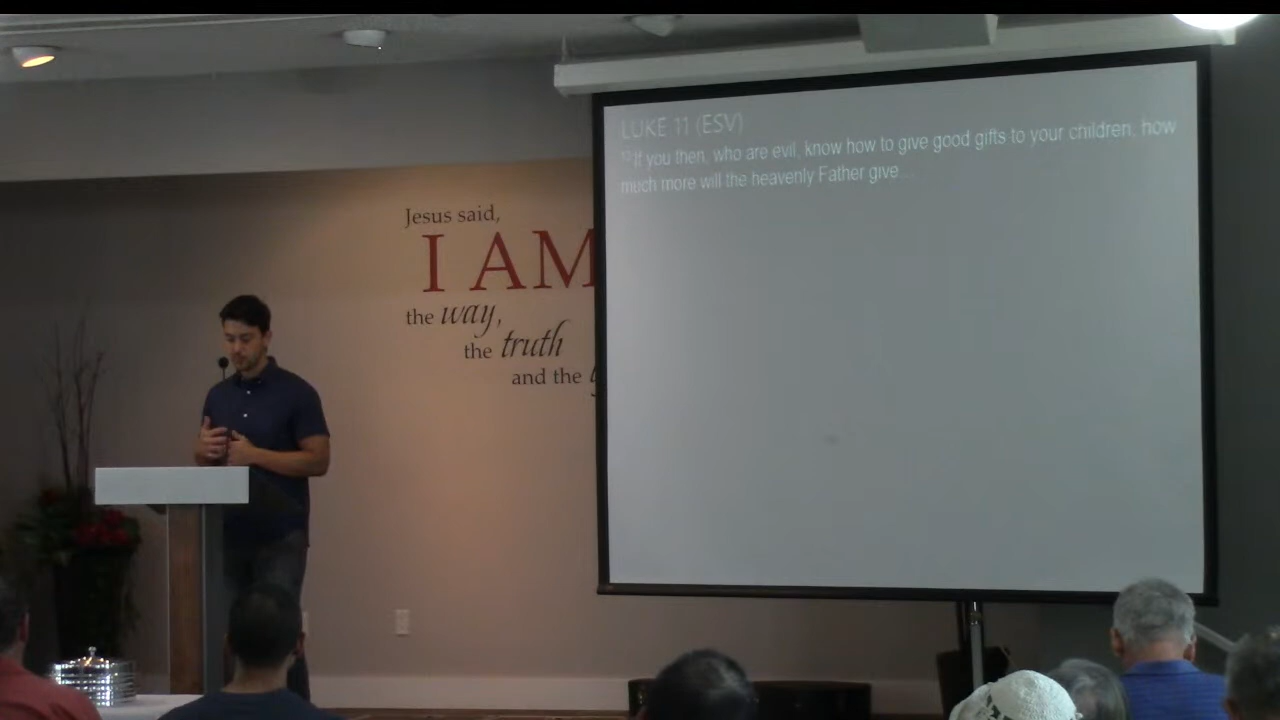 Jesus said,
I AM
the way,
the truth
and the
LUKE 11 (ESV)
13 If you then, who are evil, know how to give good gifts to your children, how
much more will the heavenly Father give...